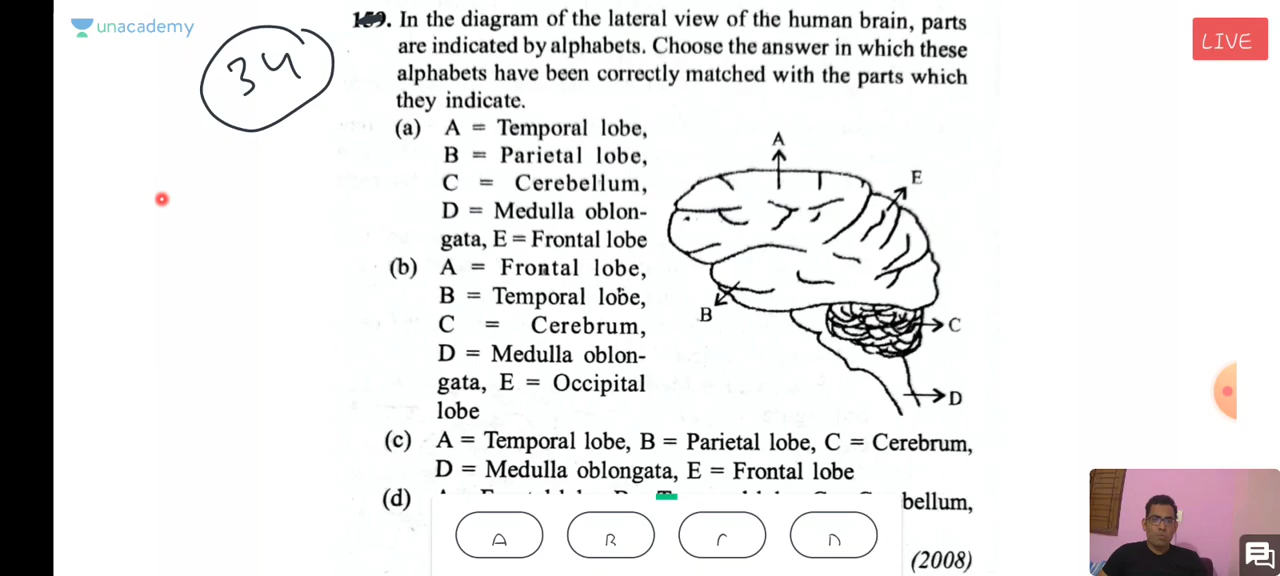 unacademy
34
LIVE
159. In the diagram of the lateral view of the human brain, parts
are indicated by alphabets. Choose the answer in which these
alphabets have been correctly matched with the parts which
they indicate.
(a) A = Temporal lobe,
B = Parietal lobe,
C = Cerebellum,
D = Medulla oblon-
gata, E = Frontal lobe
(b) A = Frontal lobe,
B = Temporal lobe,
C = Cerebrum,
D = Medulla oblon-
gata, E = Occipital
lobe
A
E
B
C
D
(c) A = Temporal lobe, B = Parietal lobe, C = Cerebrum,
D = Medulla oblongata, E = Frontal lobe
(d)
bellum,
A B C D
(2008)